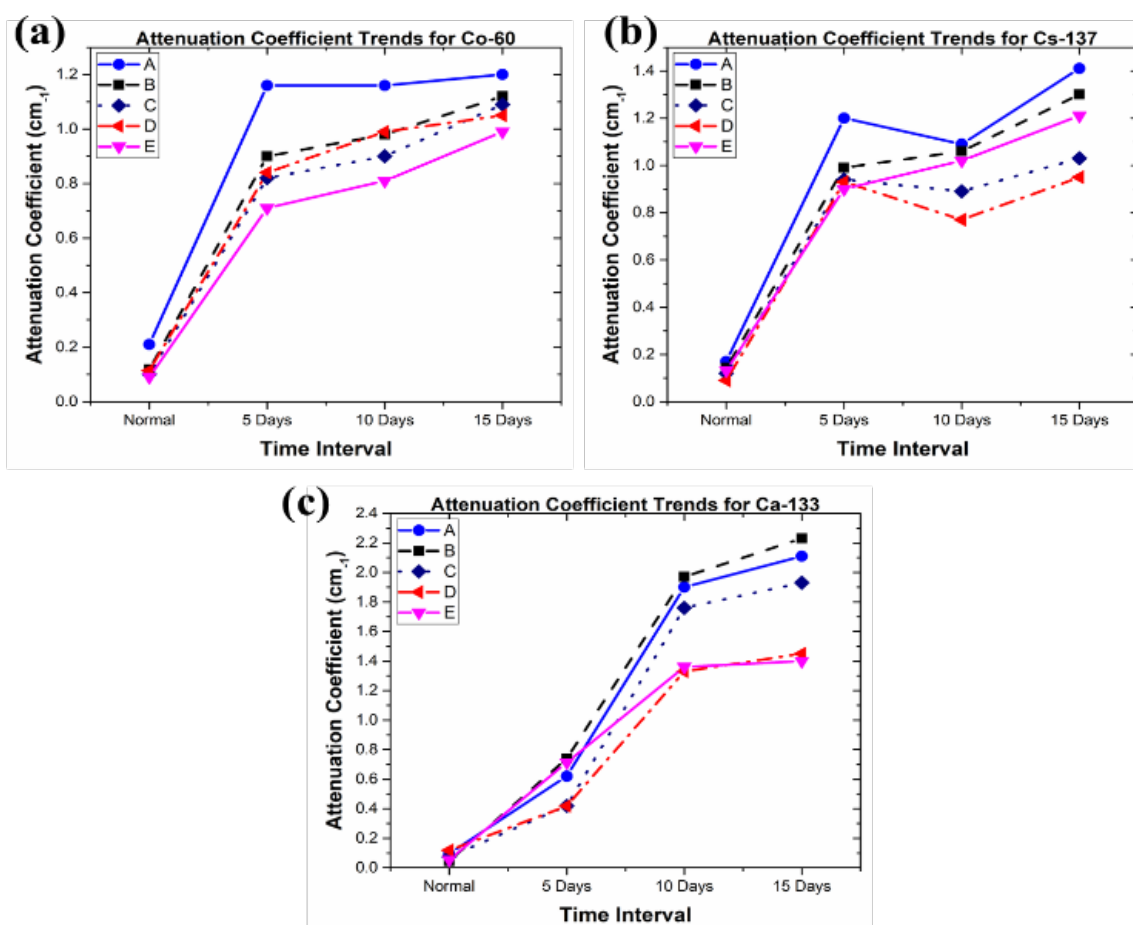 (a)
Attenuation Coefficient Trends for Co-60
A
B
C
D
E
Attenuation Coefficient (cm-1)
1.2
1.0
0.8
0.6
0.4
0.2
0.0
Normal 5 Days 10 Days 15 Days
Time Interval
(b)
Attenuation Coefficient Trends for Cs-137
A
B
C
D
E
Attenuation Coefficient (cm-1)
1.4
1.2
1.0
0.8
0.6
0.4
0.2
0.0
Normal 5 Days 10 Days 15 Days
Time Interval
(c)
Attenuation Coefficient Trends for Ca-133
A
B
C
D
E
Attenuation Coefficient (cm-1)
2.4
2.2
2.0
1.8
1.6
1.4
1.2
1.0
0.8
0.6
0.4
0.2
0.0
Normal 5 Days 10 Days 15 Days
Time Interval